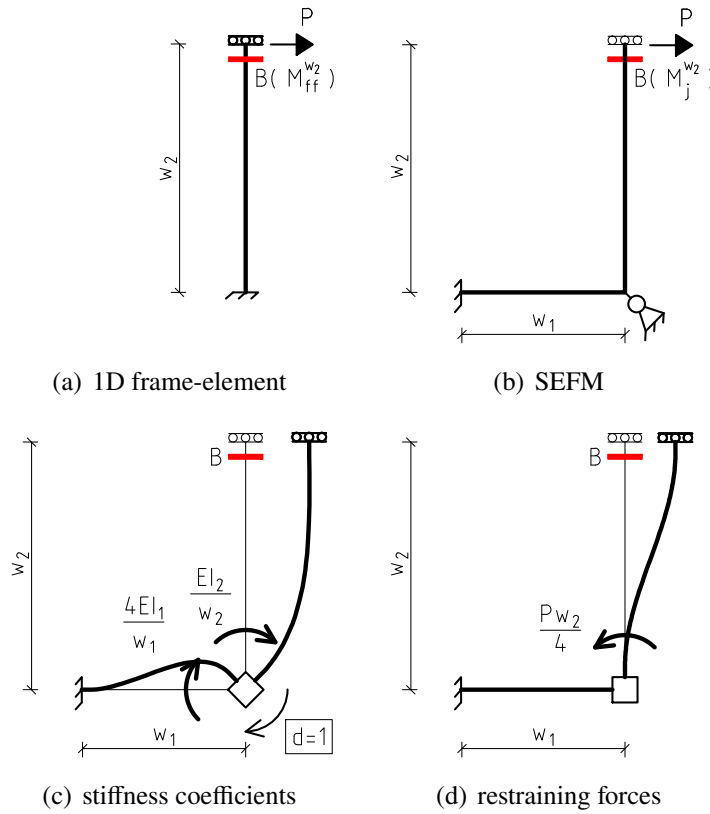 P
B( M_ff^w2 )
w2
(a) 1D frame-element
P
B( M_j^w2 )
w2
w1
(b) SEFM
B
w2
EI2
w2
4EI1
w1
d=1
w1
(c) stiffness coefficients
B
w2
Pw2
4
w1
(d) restraining forces